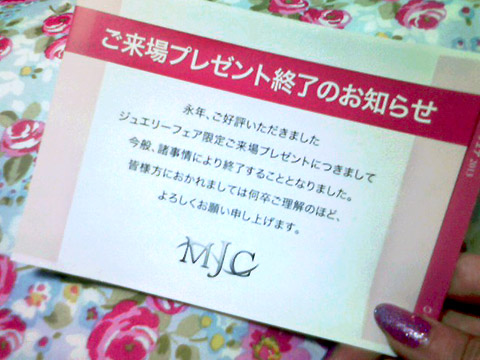 ご来場プレゼント終了のお知らせ
永年、ご好評いただきました
ジュエリーフェア限定ご来場プレゼントにつきまして
今般、諸事情により終了することとなりました。
皆様方におかれましては何卒ご理解のほど、
よろしくお願い申し上げます。
MJC
2013